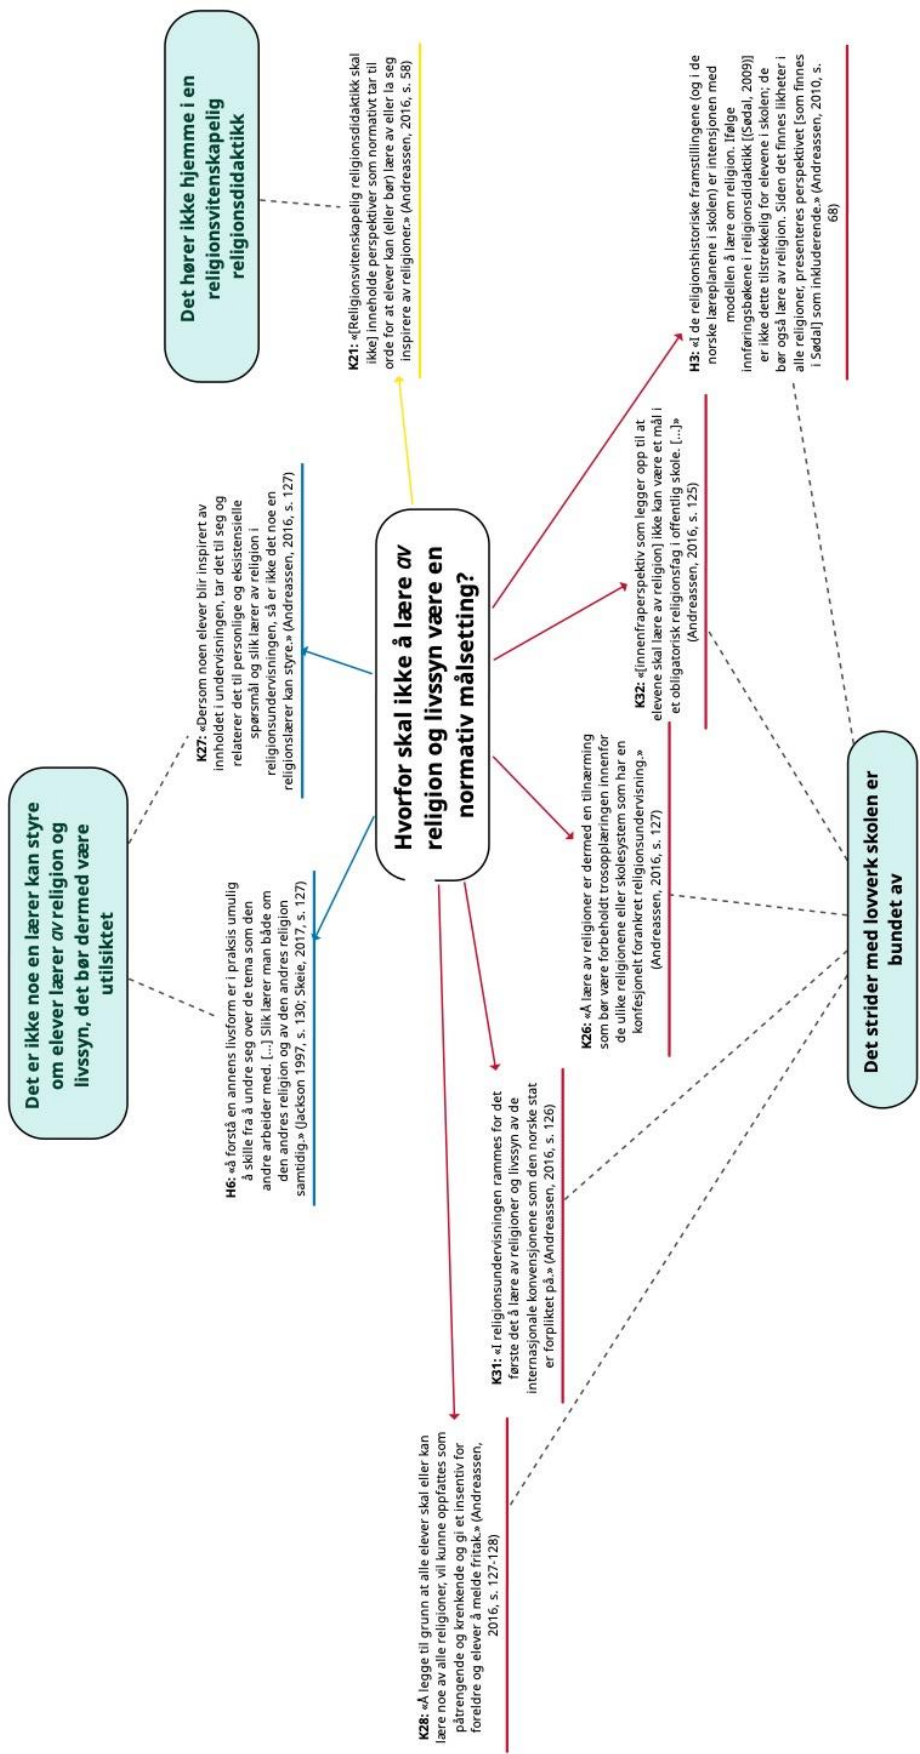 Det er ikke noe en lærer kan styre
om elever lærer av religion og
livssyn, det bør dermed være
utilsiktet
Det hører ikke hjemme i en
religionsvitenskapelig
religionsdidaktikk
H6: «å forstå en annens livsform er i praksis umulig
å skille fra å undre seg over de tema som den
andre arbeider med. [...] Slik lærer man både om
den andres religion og av den andres religion
samtidig.» (Jackson 1997, s. 130; Skeie, 2017, s. 127)
K27: «Dersom noen elever blir inspirert av
innholdet i undervisningen, tar det til seg og
relaterer det til personlige og eksistensielle
spørsmål og slik lærer av religion i
religionsundervisningen, så er ikke det noe en
religionslærer kan styre.» (Andreassen, 2016, s. 127)
K21: «[Religionsvitenskapelig religionsdidaktikk skal
ikke] inneholde perspektiver som normativt tar til
orde for at elever kan (eller bør) lære av eller la seg
inspirere av religioner.» (Andreassen, 2016, s. 58)
Hvorfor skal ikke å lære av
religion og livssyn være en
normativ målsetting?
K28: «Å legge til grunn at alle elever skal eller kan
lære noe av alle religioner, vil kunne oppfattes som
påtrengende og krenkende og gi et insentiv for
foreldre og elever å melde fritak.» (Andreassen,
2016, s. 127-128)
K31: «I religionsundervisningen rammes for det
første det å lære av religioner og livssyn av de
internasjonale konvensjonene som den norske stat
er forpliktet på.» (Andreassen, 2016, s. 126)
K26: «Å lære av religioner er dermed en tilnærming
som bør være forbeholdt trosopplæringen innenfor
de ulike religionene eller skolesystem som har en
konfesjonelt forankret religionsundervisning.»
(Andreassen, 2016, s. 127)
K32: «[innenfraperspektiv som legger opp til at
elevene skal lære av religion] ikke kan være et mål i
et obligatorisk religionsfag i offentlig skole. [...]»
(Andreassen, 2016, s. 125)
H3: «I de religionshistoriske framstillingene (og i de
norske læreplanene i skolen) er intensjonen med
modellen å lære om religion. Ifølge
innføringsbøkene i religionsdidaktikk [(Sødal, 2009)]
er ikke dette tilstrekkelig for elevene i skolen; de
bør også lære av religion. Siden det finnes likheter i
alle religioner, presenteres perspektivet [som finnes
i Sødal] som inkluderende.» (Andreassen, 2010, s.
68)
Det strider med lovverk skolen er
bundet av